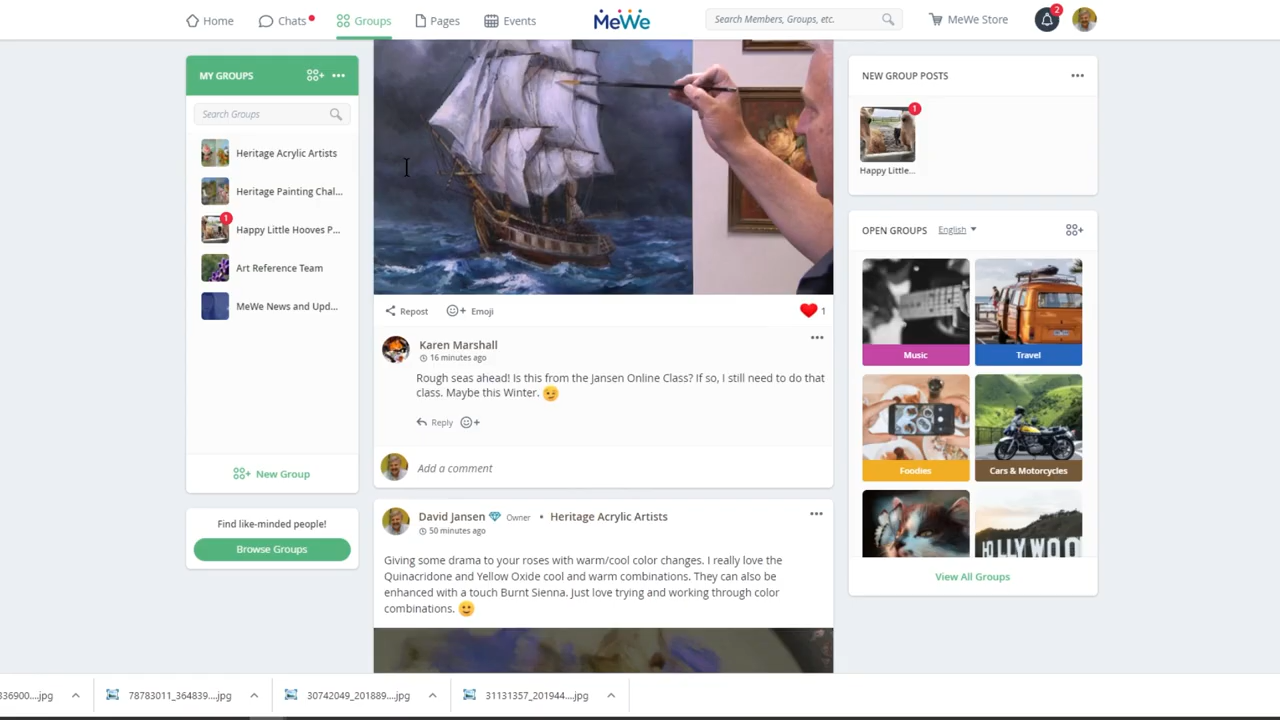 Home
Chats
Groups
Pages
Events
MeWe
Search Members, Groups, etc.
MeWe Store
2
MY GROUPS
Search Groups
Heritage Acrylic Artists
Heritage Painting Chal...
1
Happy Little Hooves P...
Art Reference Team
MeWe News and Upd...
New Group
Find like-minded people!
Browse Groups
Repost
Emoji
1
Karen Marshall
16 minutes ago
Rough seas ahead! Is this from the Jansen Online Class? If so, I still need to do that
class. Maybe this Winter. 😉
Reply
Add a comment
David Jansen Owner • Heritage Acrylic Artists
50 minutes ago
Giving some drama to your roses with warm/cool color changes. I really love the
Quinacridone and Yellow Oxide cool and warm combinations. They can also be
enhanced with a touch Burnt Sienna. Just love trying and working through color
combinations. 🙂
NEW GROUP POSTS
1
Happy Little...
OPEN GROUPS English
Music
Travel
Foodies
Cars & Motorcycles
HOLLYWOO
View All Groups
336900....jpg
78783011_364839....jpg
30742049_201889....jpg
31131357_201944....jpg